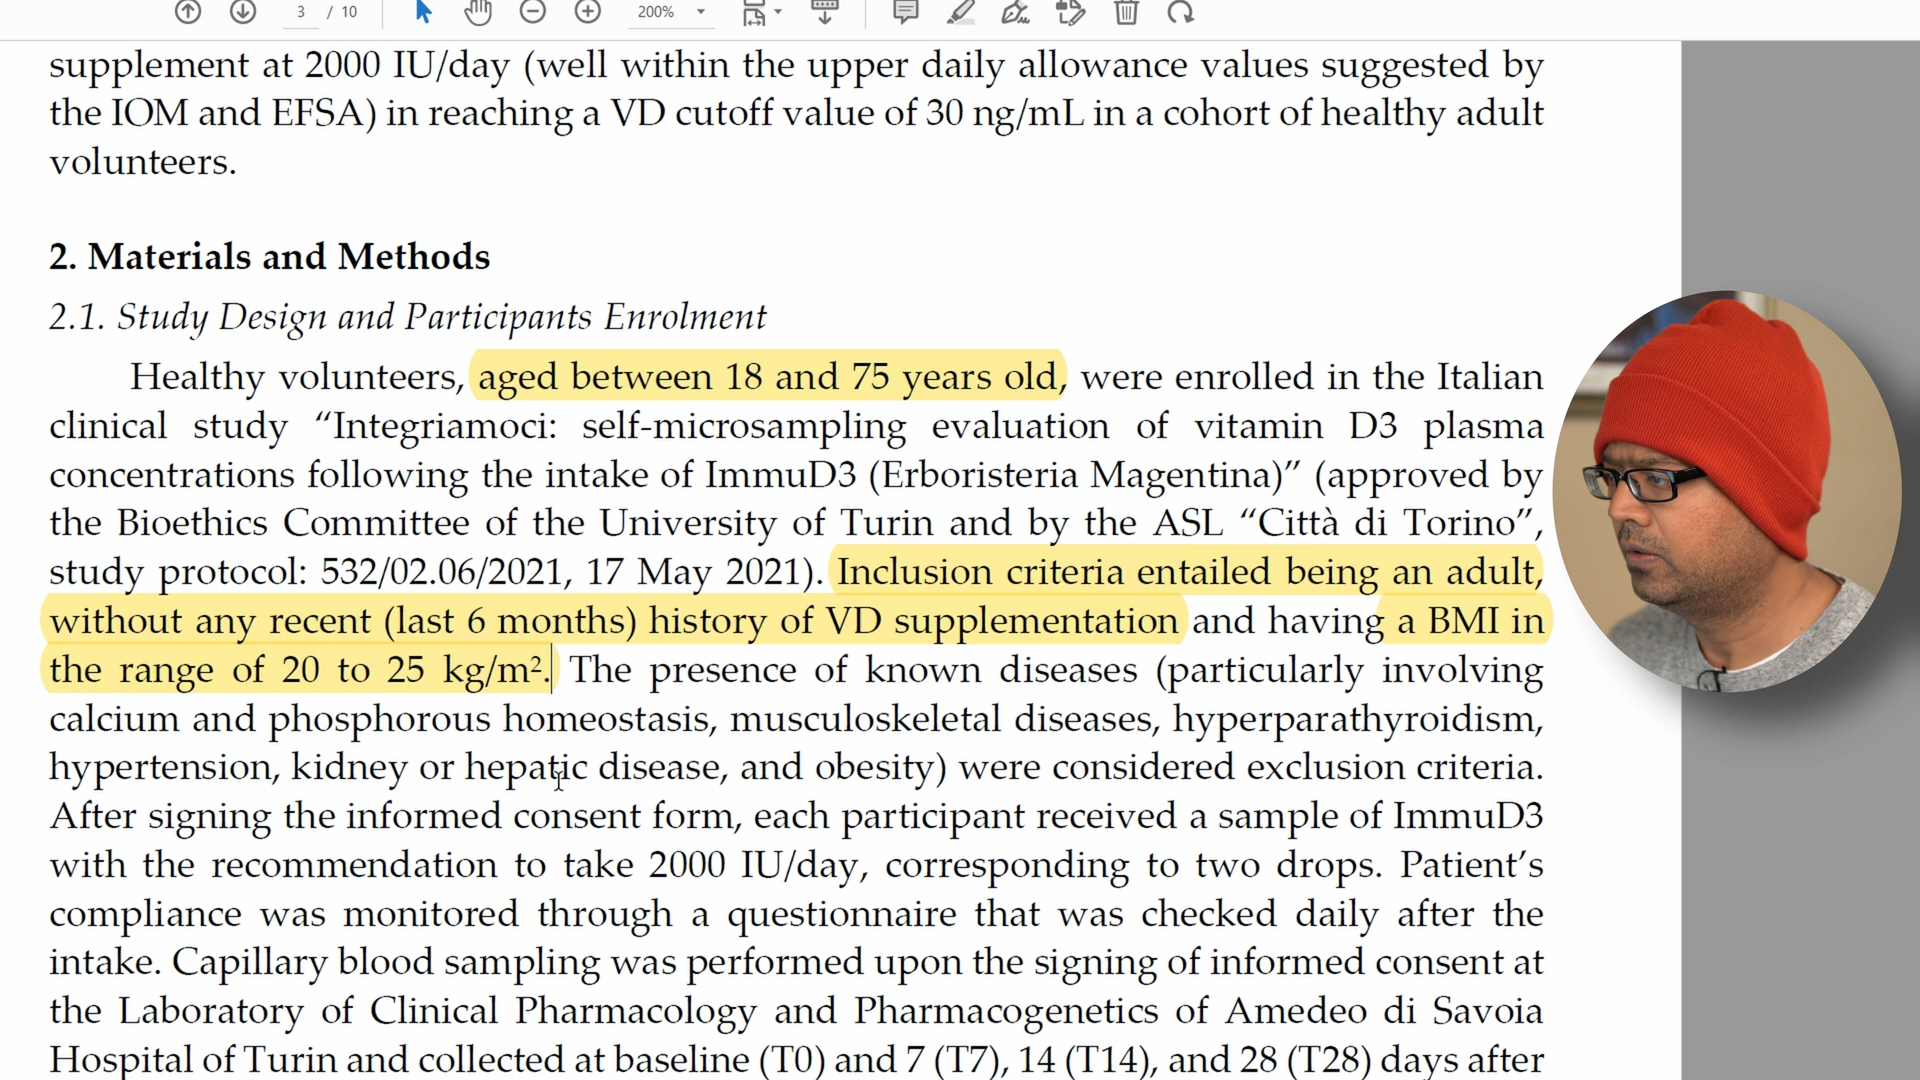 3 / 10 200%
supplement at 2000 IU/day (well within the upper daily allowance values suggested by
the IOM and EFSA) in reaching a VD cutoff value of 30 ng/mL in a cohort of healthy adult
volunteers.
2. Materials and Methods
2.1. Study Design and Participants Enrolment
Healthy volunteers, aged between 18 and 75 years old, were enrolled in the Italian
clinical study “Integriamoci: self-microsampling evaluation of vitamin D3 plasma
concentrations following the intake of ImmuD3 (Erboristeria Magentina)” (approved by
the Bioethics Committee of the University of Turin and by the ASL “Città di Torino”,
study protocol: 532/02.06/2021, 17 May 2021). Inclusion criteria entailed being an adult,
without any recent (last 6 months) history of VD supplementation and having a BMI in
the range of 20 to 25 kg/m². The presence of known diseases (particularly involving
calcium and phosphorous homeostasis, musculoskeletal diseases, hyperparathyroidism,
hypertension, kidney or hepatic disease, and obesity) were considered exclusion criteria.
After signing the informed consent form, each participant received a sample of ImmuD3
with the recommendation to take 2000 IU/day, corresponding to two drops. Patient’s
compliance was monitored through a questionnaire that was checked daily after the
intake. Capillary blood sampling was performed upon the signing of informed consent at
the Laboratory of Clinical Pharmacology and Pharmacogenetics of Amedeo di Savoia
Hospital of Turin and collected at baseline (T0) and 7 (T7), 14 (T14), and 28 (T28) days after